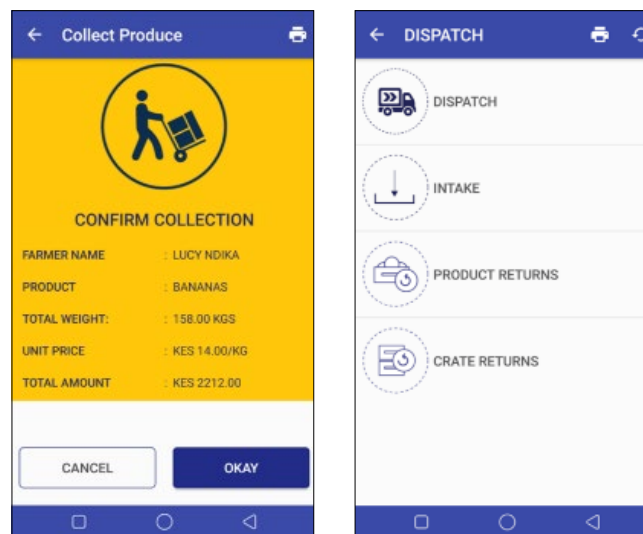 Collect Produce
CONFIRM COLLECTION
FARMER NAME : LUCY NDIKA
PRODUCT : BANANAS
TOTAL WEIGHT: : 158.00 KGS
UNIT PRICE : KES 14.00/KG
TOTAL AMOUNT : KES 2212.00
CANCEL OKAY
DISPATCH
DISPATCH
INTAKE
PRODUCT RETURNS
CRATE RETURNS